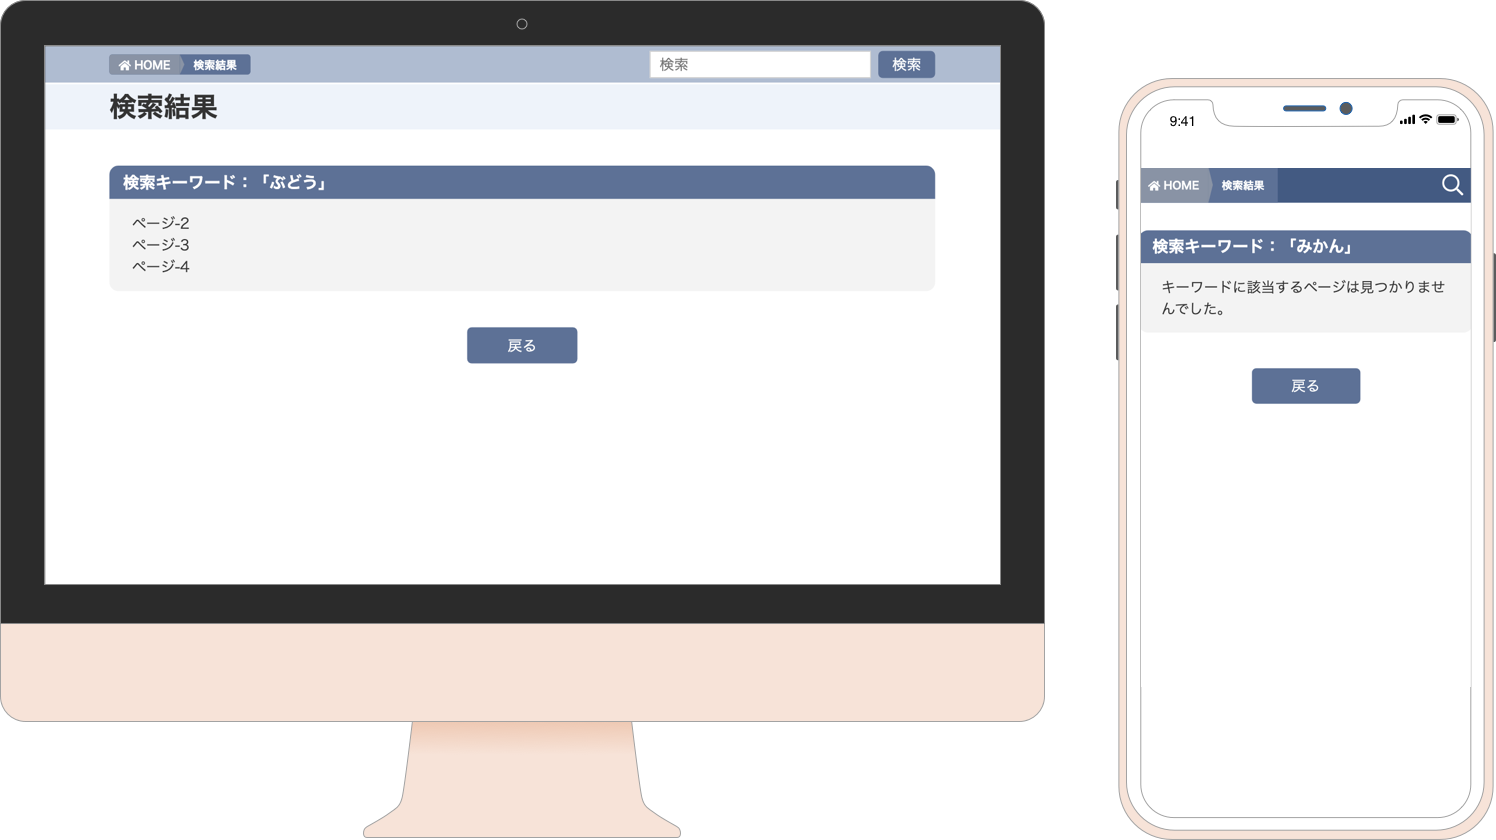 HOME 検索結果 検索 検索
検索結果
検索キーワード：「ぶどう」
ページ-2
ページ-3
ページ-4
戻る
9:41
HOME 検索結果
検索キーワード：「みかん」
キーワードに該当するページは見つかりませ
んでした。
戻る